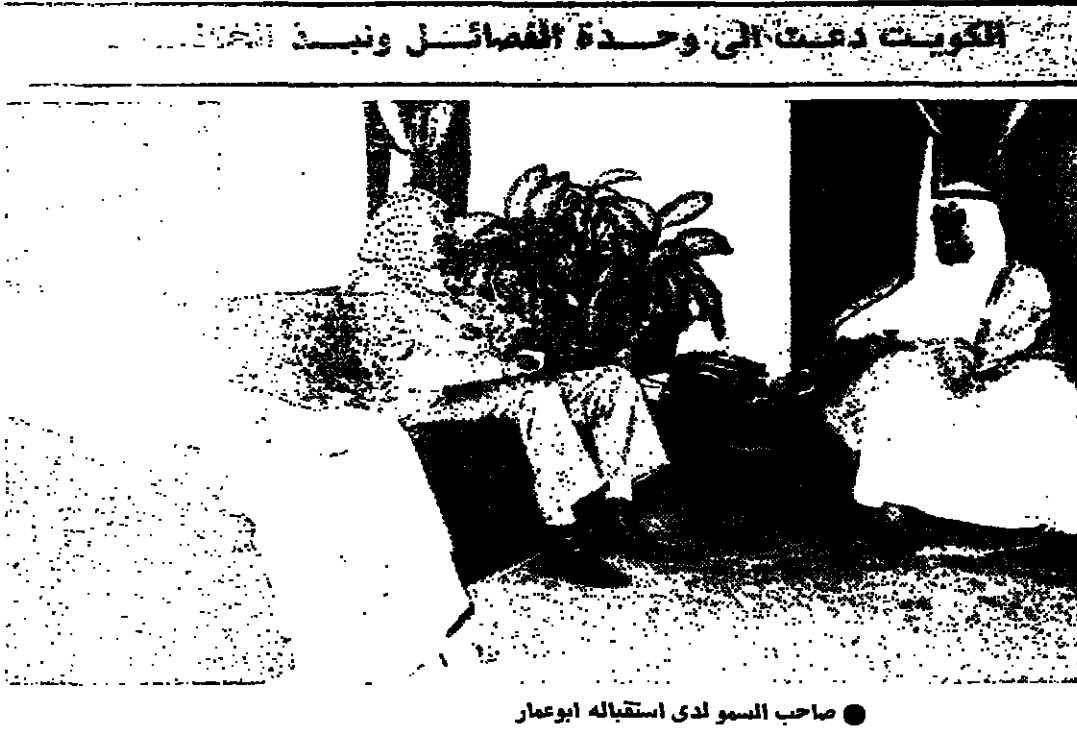 الكويت دعت الى وحدة الفصائل ونبذ
● صاحب السمو لدى استقباله ابوعمار